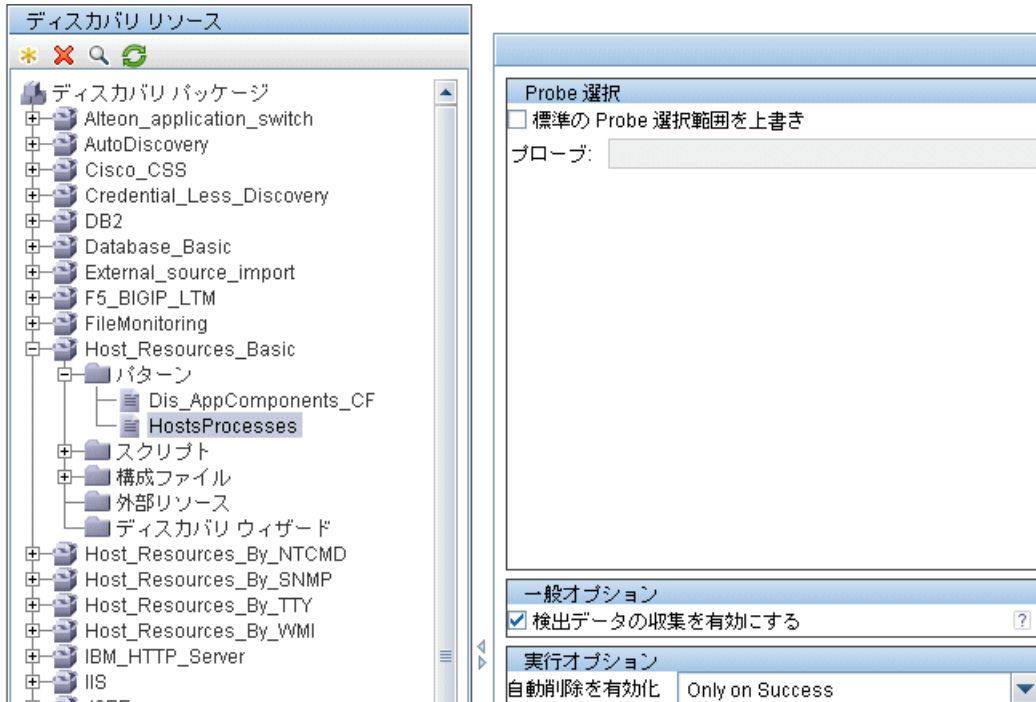 ディスカバリ リソース
ディスカバリ パッケージ
Alteon_application_switch
AutoDiscovery
Cisco_CSS
Credential_Less_Discovery
DB2
Database_Basic
External_source_import
F5_BIGIP_LTM
FileMonitoring
Host_Resources_Basic
パターン
Dis_AppComponents_CF
HostsProcesses
スクリプト
構成ファイル
外部リソース
ディスカバリ ウィザード
Host_Resources_By_NTCMD
Host_Resources_By_SNMP
Host_Resources_By_TTY
Host_Resources_By_WMI
IBM_HTTP_Server
IIS
Probe 選択
標準の Probe 選択範囲を上書き
プローブ:
一般オプション
検出データの収集を有効にする
?
実行オプション
自動削除を有効化 Only on Success